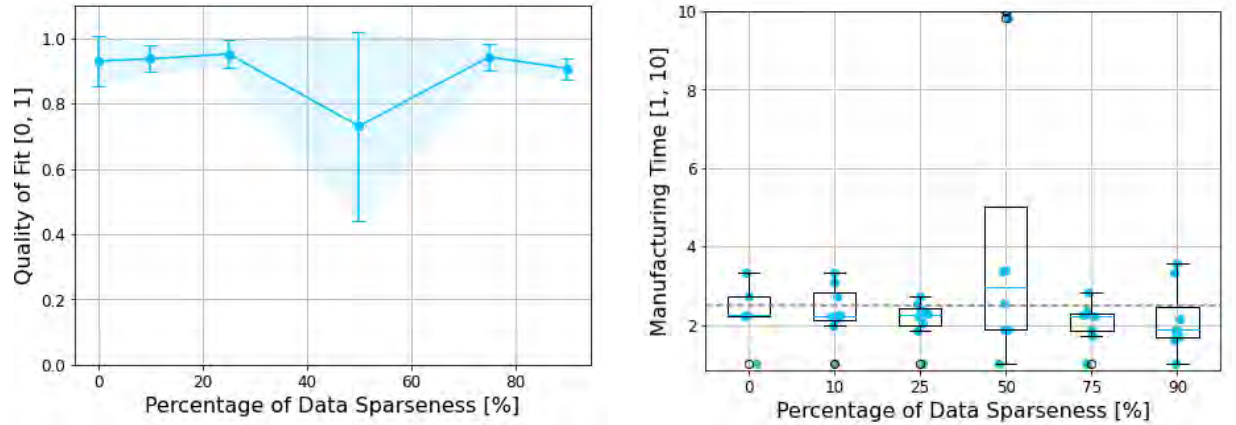 Quality of Fit [0, 1]
1.0
0.8
0.6
0.4
0.2
0.0
0 20 40 60 80
Percentage of Data Sparseness [%]
Manufacturing Time [1, 10]
10
8
6
4
2
0 10 25 50 75 90
Percentage of Data Sparseness [%]